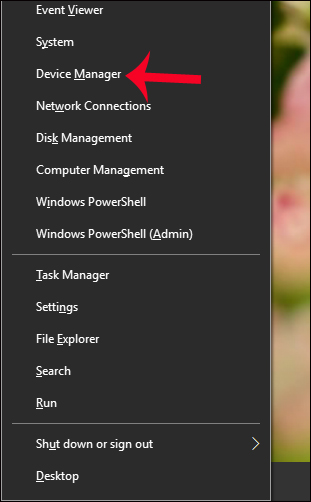 Event Viewer
System
Device Manager
Network Connections
Disk Management
Computer Management
Windows PowerShell
Windows PowerShell (Admin)
Task Manager
Settings
File Explorer
Search
Run
Shut down or sign out
Desktop